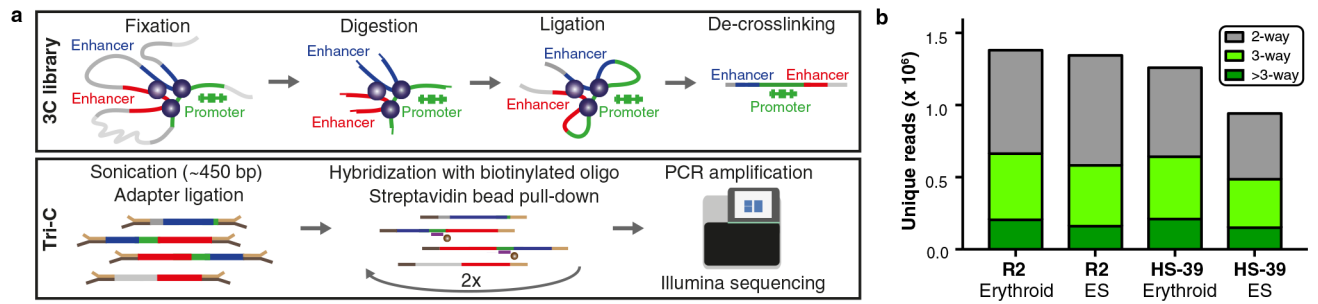 a
3C library
Fixation
Enhancer
Enhancer
Promoter
Digestion
Enhancer
Enhancer
Promoter
Ligation
Enhancer
Enhancer
Promoter
De-crosslinking
Enhancer Enhancer
Promoter
Tri-C
Sonication (~450 bp)
Adapter ligation
Hybridization with biotinylated oligo
Streptavidin bead pull-down
2x
PCR amplification
Illumina sequencing
b
Unique reads (x 10⁶)
1.5
1.0
0.5
0.0
2-way
3-way
>3-way
R2
Erythroid
R2
ES
HS-39
Erythroid
HS-39
ES